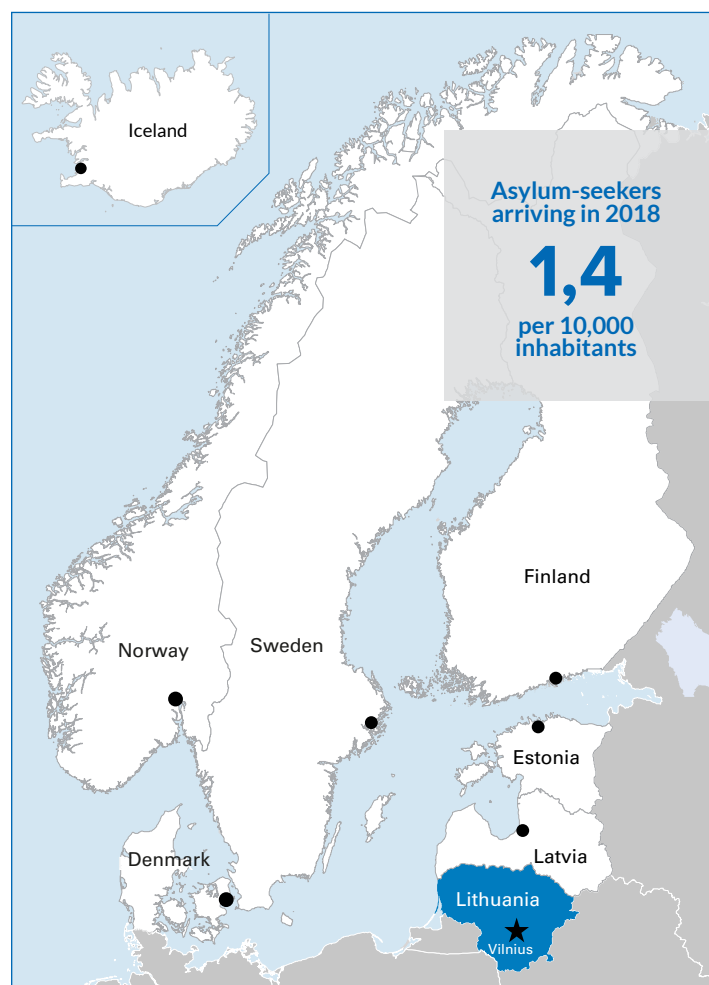 Iceland
Asylum-seekers
arriving in 2018
1,4
per 10,000
inhabitants
Finland
Norway
Sweden
Estonia
Denmark
Latvia
Lithuania
Vilnius